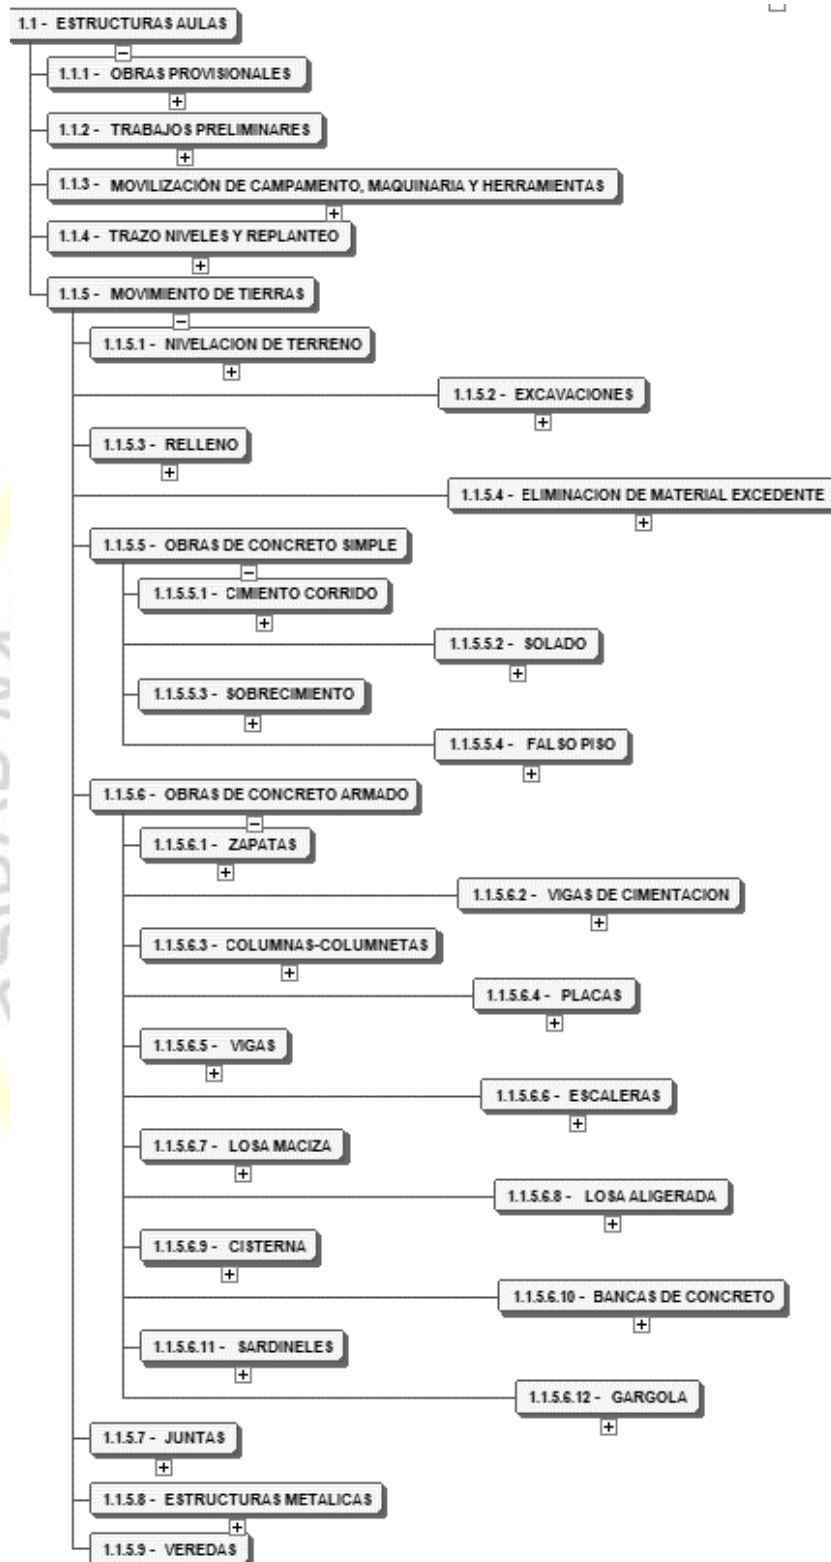 1.1 - ESTRUCTURAS AULAS
1.1.1 - OBRAS PROVISIONALES
1.1.2 - TRABAJOS PRELIMINARES
1.1.3 - MOVILIZACIÓN DE CAMPAMENTO, MAQUINARIA Y HERRAMIENTAS
1.1.4 - TRAZO NIVELES Y REPLANTEO
1.1.5 - MOVIMIENTO DE TIERRAS
1.1.5.1 - NIVELACION DE TERRENO
1.1.5.2 - EXCAVACIONES
1.1.5.3 - RELLENO
1.1.5.4 - ELIMINACION DE MATERIAL EXCEDENTE
1.1.5.5 - OBRAS DE CONCRETO SIMPLE
1.1.5.5.1 - CIMIENTO CORRIDO
1.1.5.5.2 - SOLADO
1.1.5.5.3 - SOBRECIMIENTO
1.1.5.5.4 - FALSO PISO
1.1.5.6 - OBRAS DE CONCRETO ARMADO
1.1.5.6.1 - ZAPATAS
1.1.5.6.2 - VIGAS DE CIMENTACION
1.1.5.6.3 - COLUMNAS-COLUMNETAS
1.1.5.6.4 - PLACAS
1.1.5.6.5 - VIGAS
1.1.5.6.6 - ESCALERAS
1.1.5.6.7 - LOSA MACIZA
1.1.5.6.8 - LOSA ALIGERADA
1.1.5.6.9 - CISTERNA
1.1.5.6.10 - BANCAS DE CONCRETO
1.1.5.6.11 - SARDINELES
1.1.5.6.12 - GARGOLA
1.1.5.7 - JUNTAS
1.1.5.8 - ESTRUCTURAS METALICAS
1.1.5.9 - VEREDAS